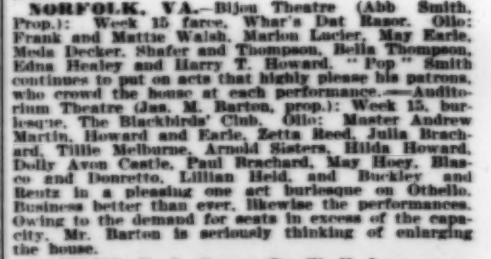 NORFOLK, VA.—Bijou Theatre (Abb Smith,
Prop.): Week 15 farce, Whar's Dat Razor. Olio:
Frank and Mattie Walsh, Marion Lucier, May Earle,
Meda Decker, Shafer and Thompson, Bella Thompson,
Edna Healey and Harry T. Howard. "Pop" Smith
continues to put on acts that highly please his patrons,
who crowd the house at each performance.—Audito-
rium Theatre (Jas. M. Barton, prop.): Week 15, bur-
lesque, The Blackbirds' Club. Olio: Master Andrew
Martin, Howard and Earle, Zetta Reed, Julia Brach-
ard, Tillie Melburne, Arnold Sisters, Hilda Howard,
Dolly Avon Castle, Paul Brachard, May Hoey, Blas-
co and Donretto, Lillian Held, and Buckley and
Rentz in a pleasing one act burlesque on Othello.
Business better than ever, likewise the performances.
Owing to the demand for seats in excess of the capa-
city, Mr. Barton is seriously thinking of enlarging
the house.